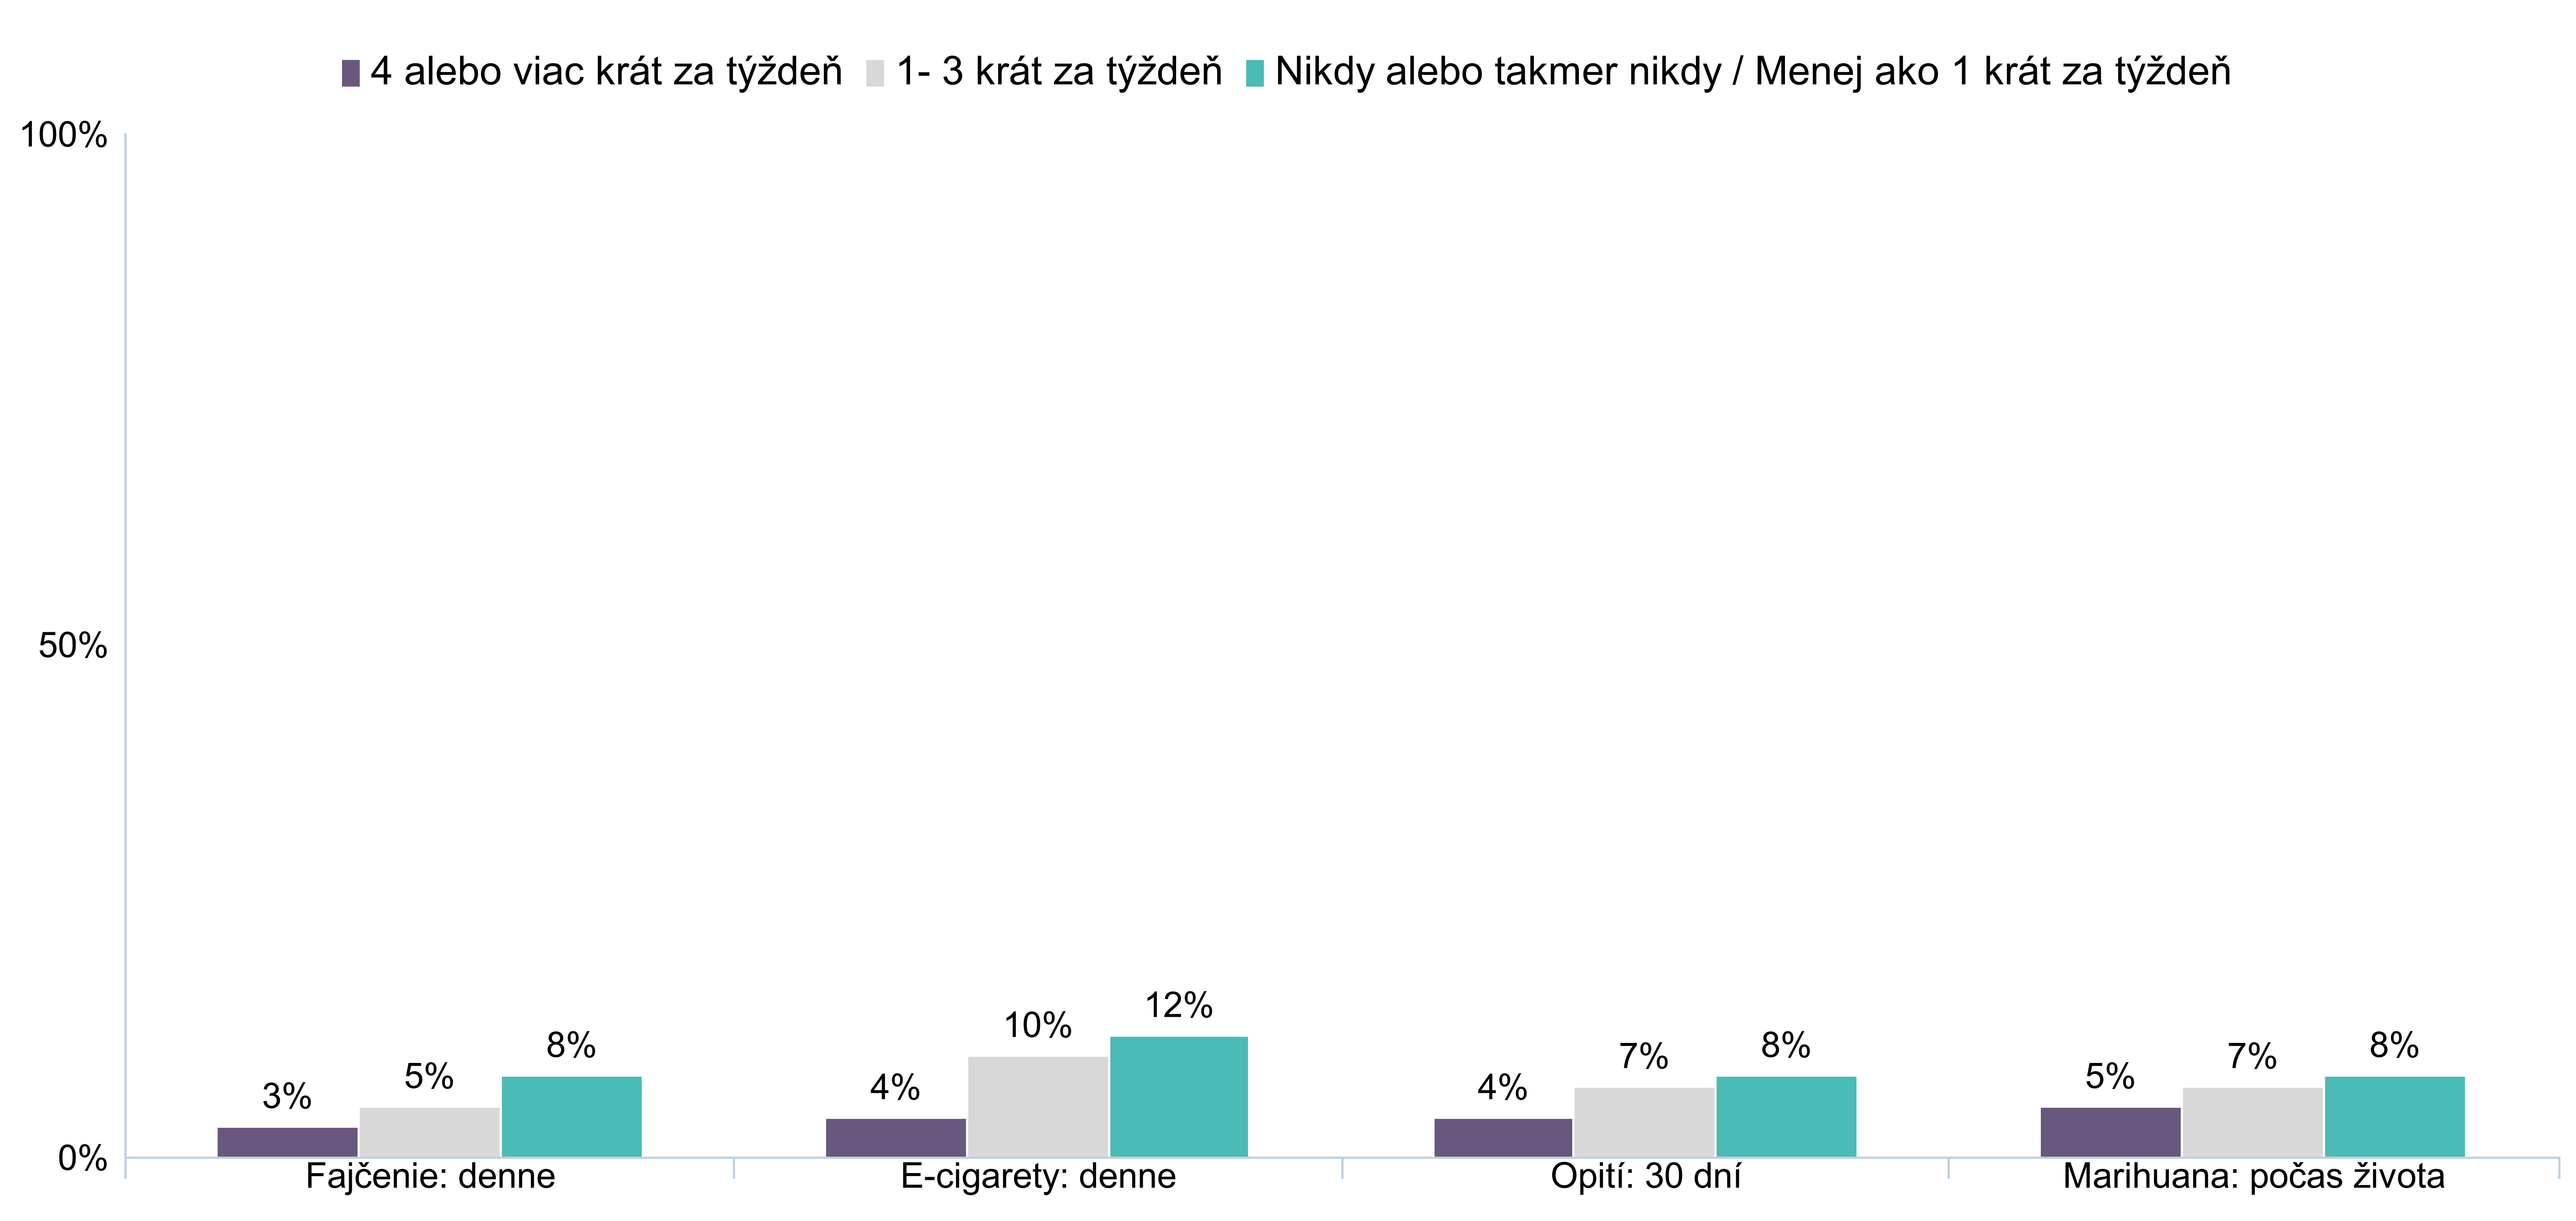 4 alebo viac krát za týždeň 1- 3 krát za týždeň Nikdy alebo takmer nikdy / Menej ako 1 krát za týždeň
100%
50%
0%
3% 5% 8%
4% 10% 12%
4% 7% 8%
5% 7% 8%
Fajčenie: denne E-cigarety: denne Opití: 30 dní Marihuana: počas života